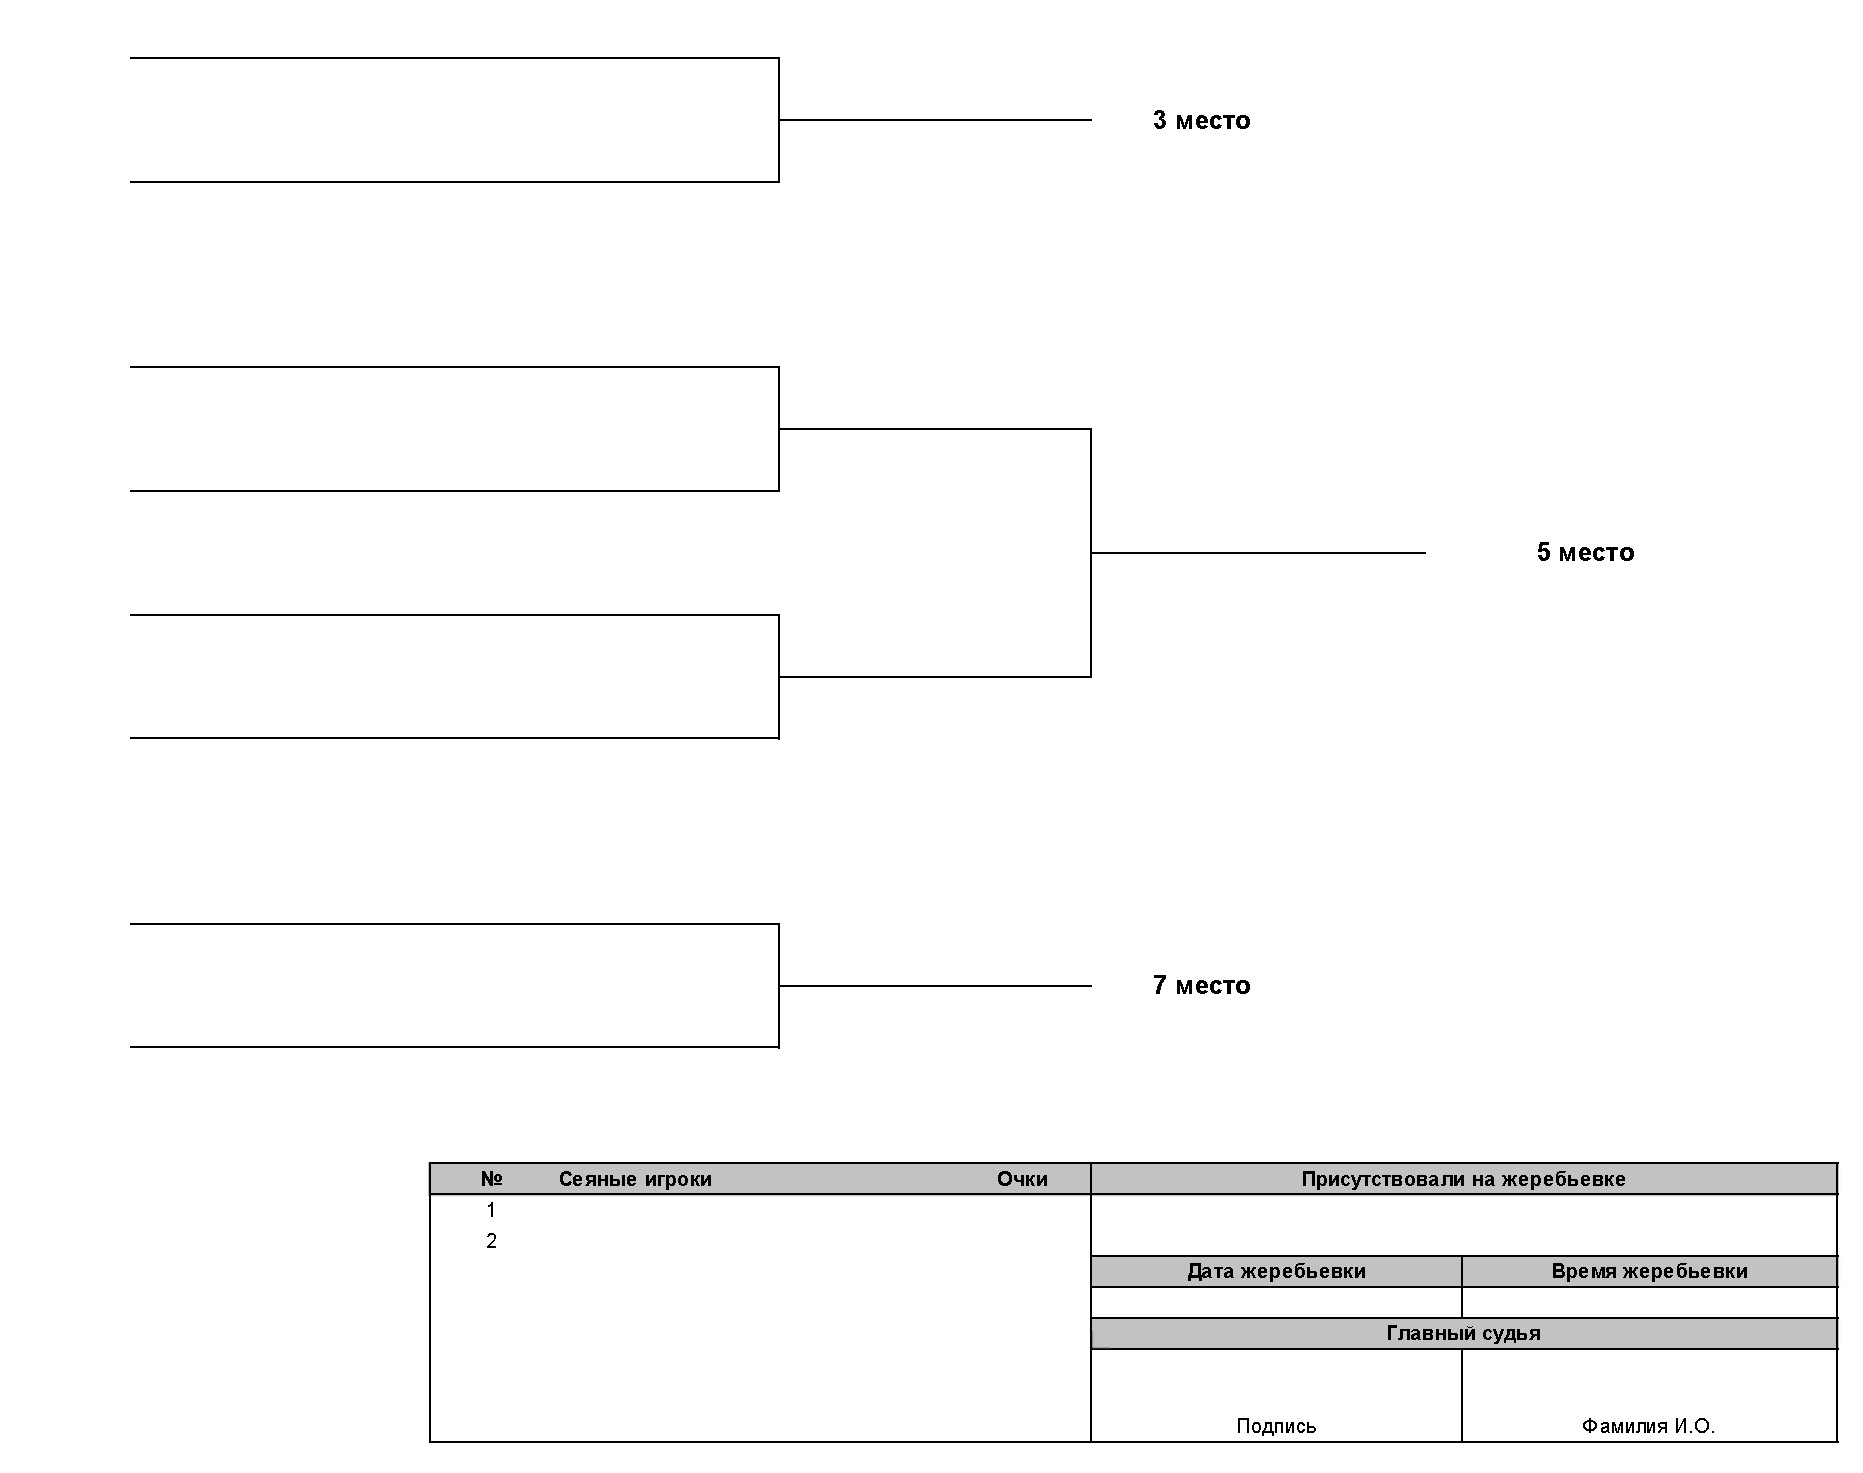 3 место
5 место
7 место
№ Сеяные игроки Очки Присутствовали на жеребьевке
1
2
Дата жеребьевки Время жеребьевки
Главный судья
Подпись Фамилия И.О.